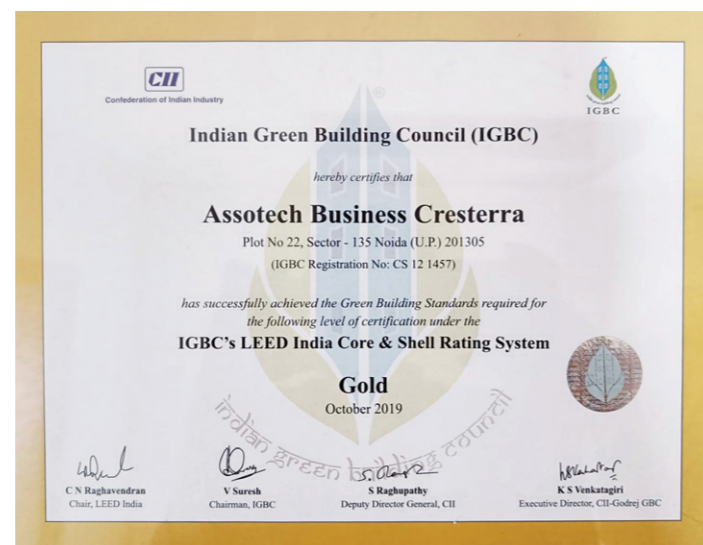 CII
Confederation of Indian Industry
IGBC
Indian Green Building Council (IGBC)
hereby certifies that
Assotech Business Cresterra
Plot No 22, Sector - 135 Noida (U.P.) 201305
(IGBC Registration No: CS 12 1457)
has successfully achieved the Green Building Standards required for
the following level of certification under the
IGBC's LEED India Core & Shell Rating System
Gold
October 2019
indian green building council
C N Raghavendran
Chair, LEED India
V Suresh
Chairman, IGBC
S Raghupathy
Deputy Director General, CII
K S Venkatagiri
Executive Director, CII-Godrej GBC